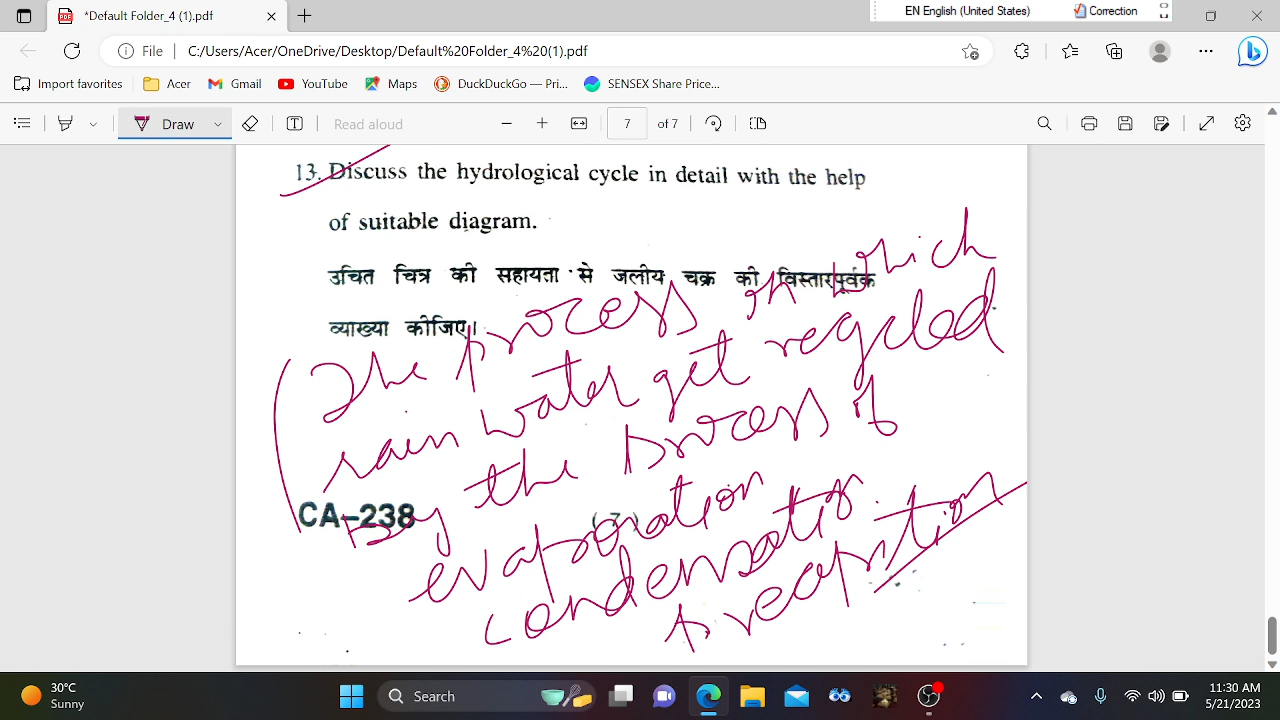 *Default Folder_4 (1).pdf
EN English (United States) Correction
File C:/Users/Acer/OneDrive/Desktop/Default%20Folder_4%20(1).pdf
Import favorites Acer Gmail YouTube Maps DuckDuckGo — Pri... SENSEX Share Price...
Draw Read aloud 7 of 7
13. Discuss the hydrological cycle in detail with the help
of suitable diagram.
उचित चित्र की सहायता से जलीय चक्र की विस्तारपूर्वक
व्याख्या कीजिए।
The process in which
rain water get regcled
by the process of
evaporation
condensation
CA–238 ( 7 )
30°C
Sunny
Search
11:30 AM
5/21/2023